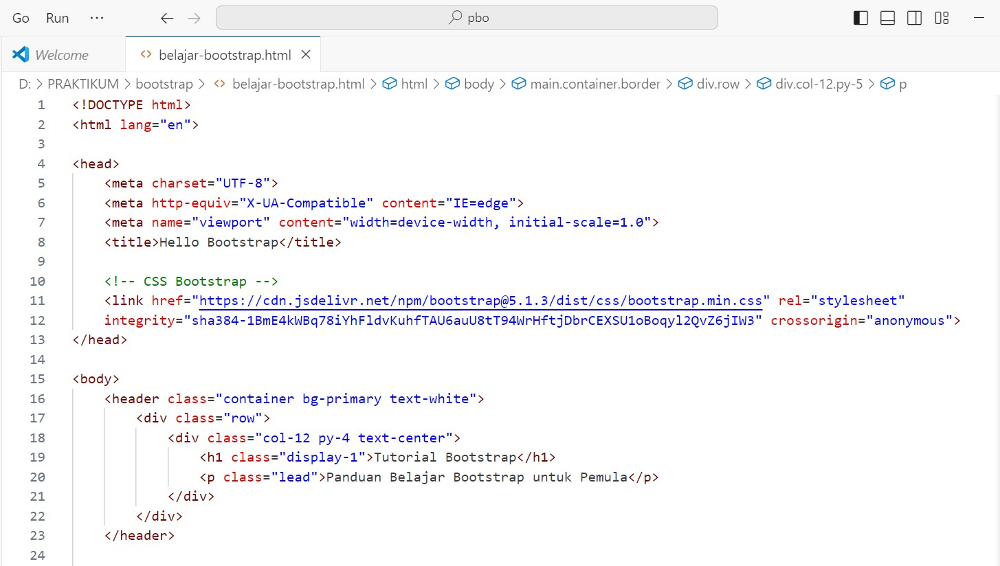 Go Run ··· ← → pbo
Welcome <> belajar-bootstrap.html ×
D: > PRAKTIKUM > bootstrap > <> belajar-bootstrap.html > html > body > main.container.border > div.row > div.col-12.py-5 > p
1 <!DOCTYPE html>
2 <html lang="en">
3
4 <head>
5 <meta charset="UTF-8">
6 <meta http-equiv="X-UA-Compatible" content="IE=edge">
7 <meta name="viewport" content="width=device-width, initial-scale=1.0">
8 <title>Hello Bootstrap</title>
9
10 <!-- CSS Bootstrap -->
11 <link href="https://cdn.jsdelivr.net/npm/bootstrap@5.1.3/dist/css/bootstrap.min.css" rel="stylesheet"
12 integrity="sha384-1BmE4kWBq78iYhFldvKuhfTAU6auU8tT94WrHftjDbrCEXSU1oBoqyl2QvZ6jIW3" crossorigin="anonymous">
13 </head>
14
15 <body>
16 <header class="container bg-primary text-white">
17 <div class="row">
18 <div class="col-12 py-4 text-center">
19 <h1 class="display-1">Tutorial Bootstrap</h1>
20 <p class="lead">Panduan Belajar Bootstrap untuk Pemula</p>
21 </div>
22 </div>
23 </header>
24